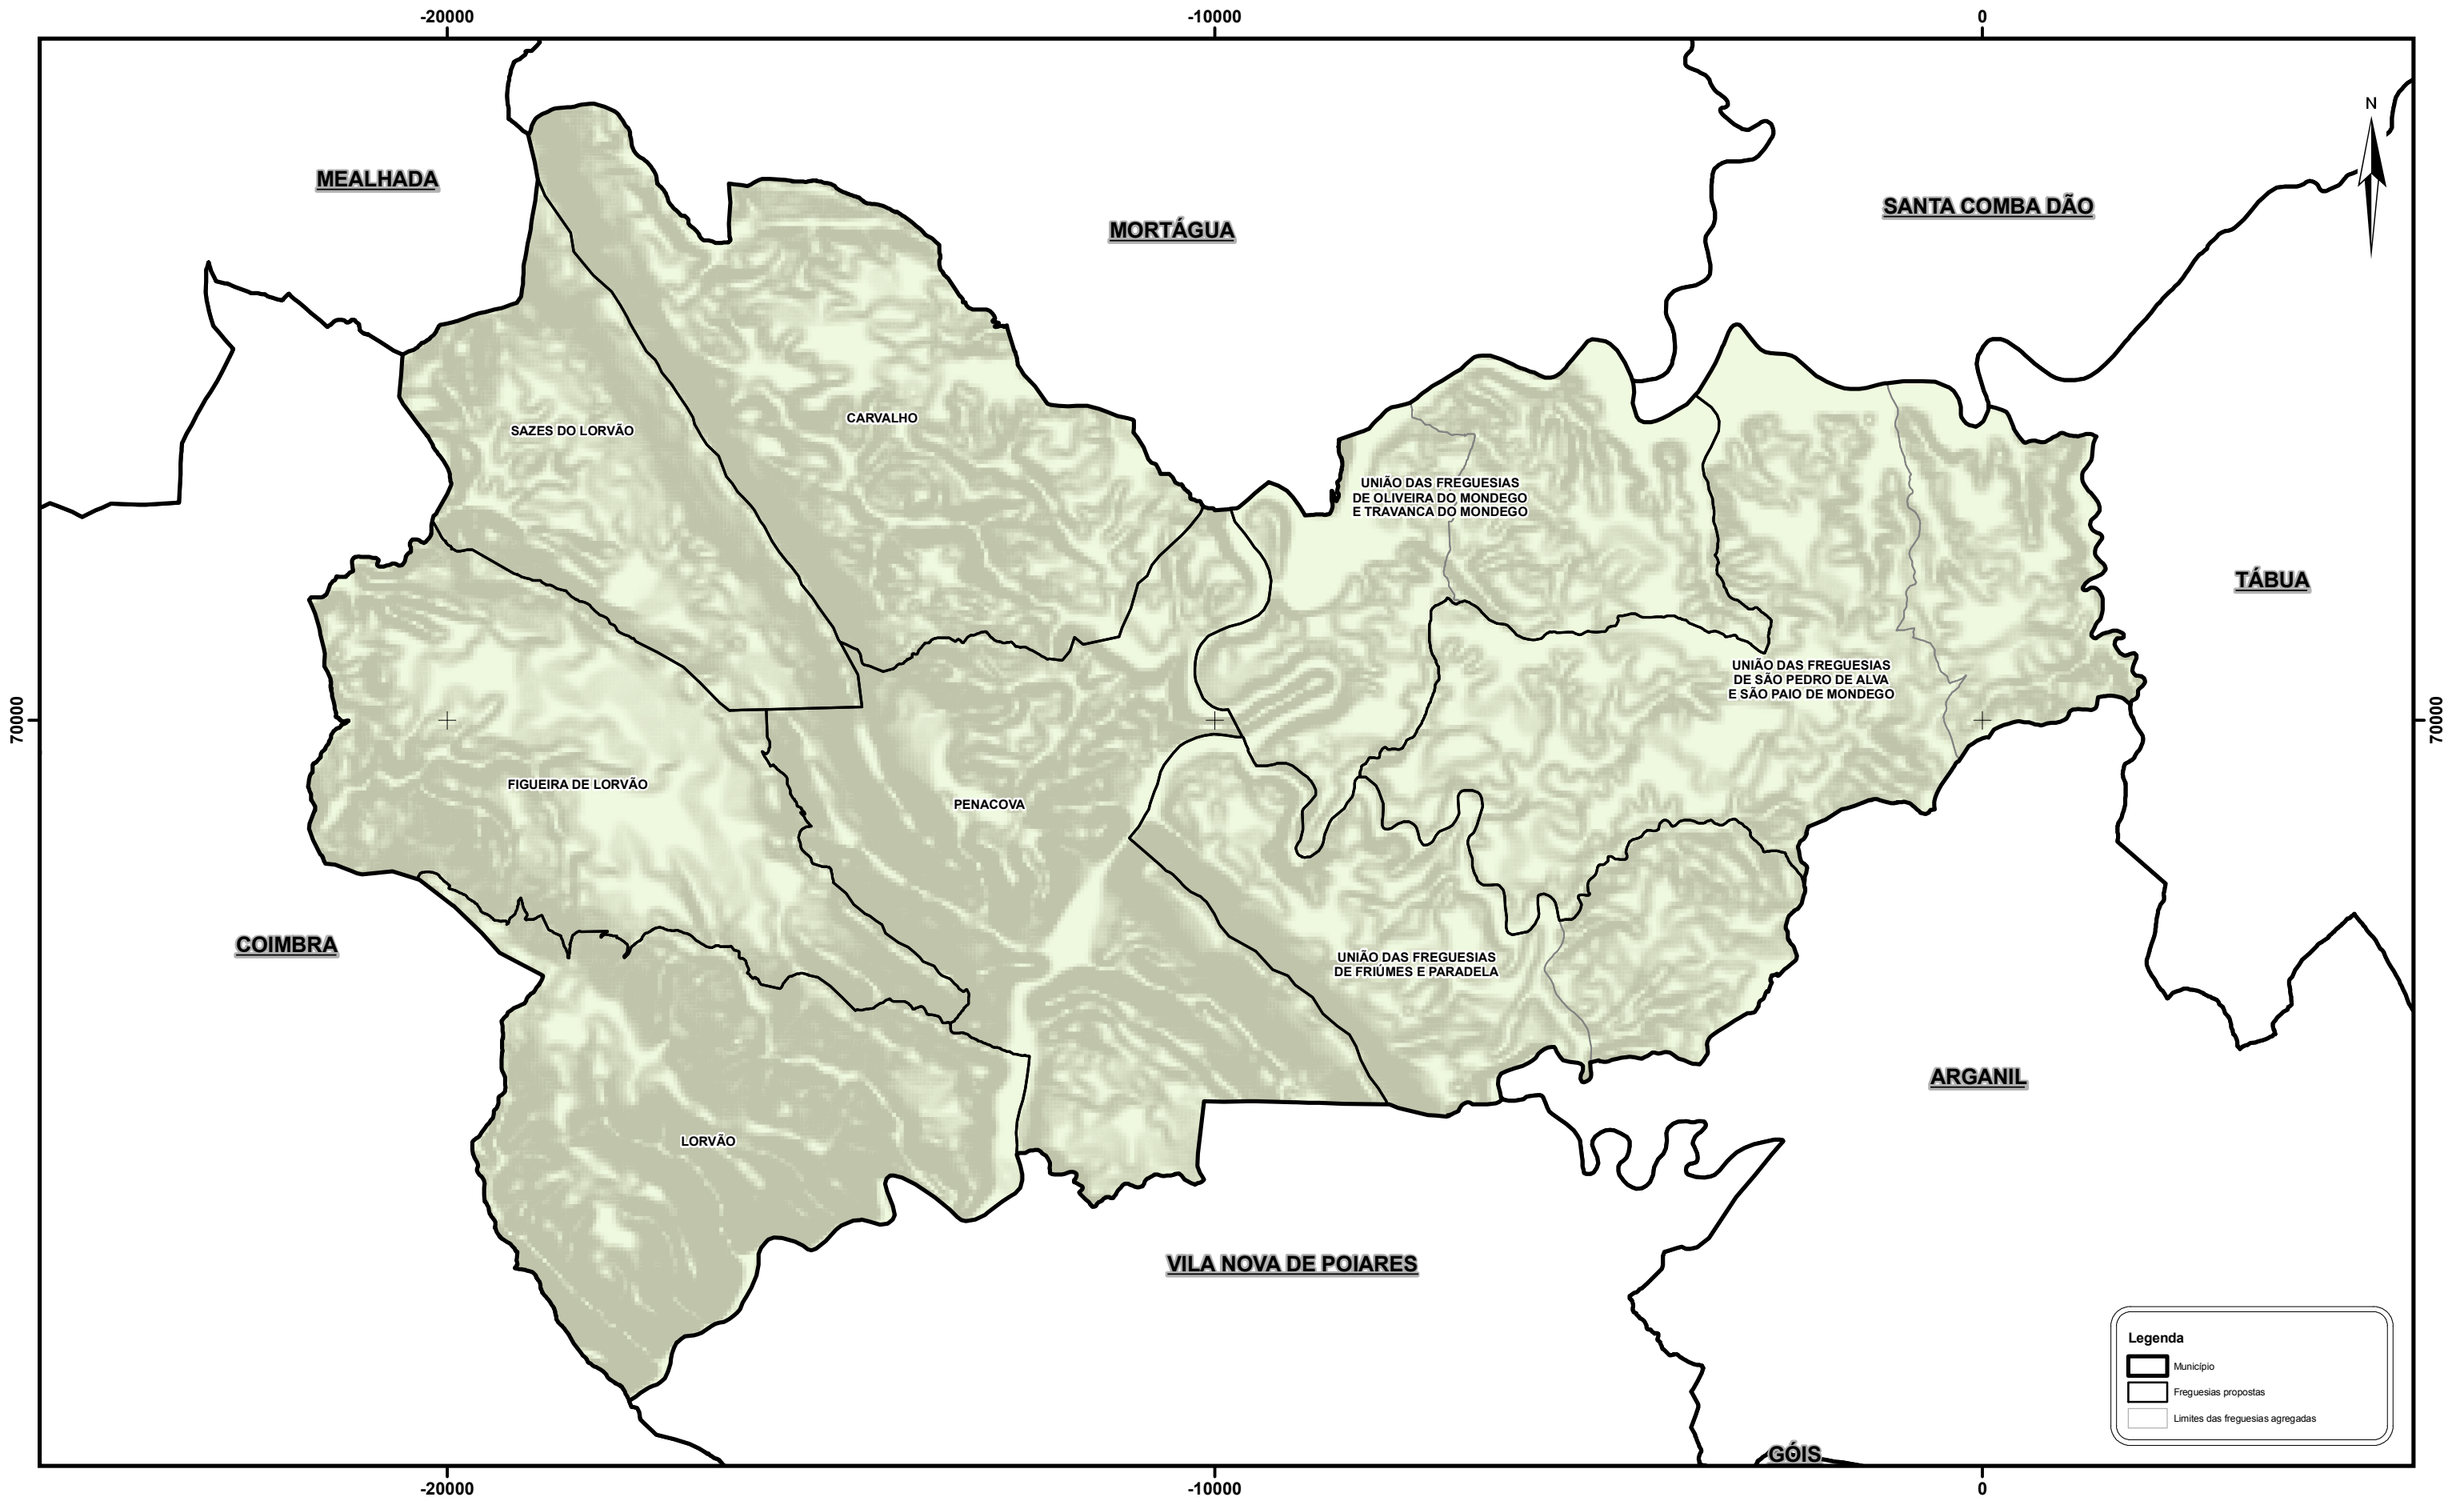 -20000
-10000
0
N
MEALHADA
SANTA COMBA DÃO
MORTÁGUA
CARVALHO
SAZES DO LORVÃO
UNIÃO DAS FREGUESIAS
DE OLIVEIRA DO MONDEGO
E TRAVANCA DO MONDEGO
TÁBUA
UNIÃO DAS FREGUESIAS
DE SÃO PEDRO DE ALVA
E SÃO PAIO DE MONDEGO
70000
70000
FIGUEIRA DE LORVÃO
PENACOVA
COIMBRA
UNIÃO DAS FREGUESIAS
DE FRIÚMES E PARADELA
ARGANIL
LORVÃO
VILA NOVA DE POIARES
Legenda
Município
Freguesias propostas
Limites das freguesias agregadas
GÓIS
-20000
-10000
0